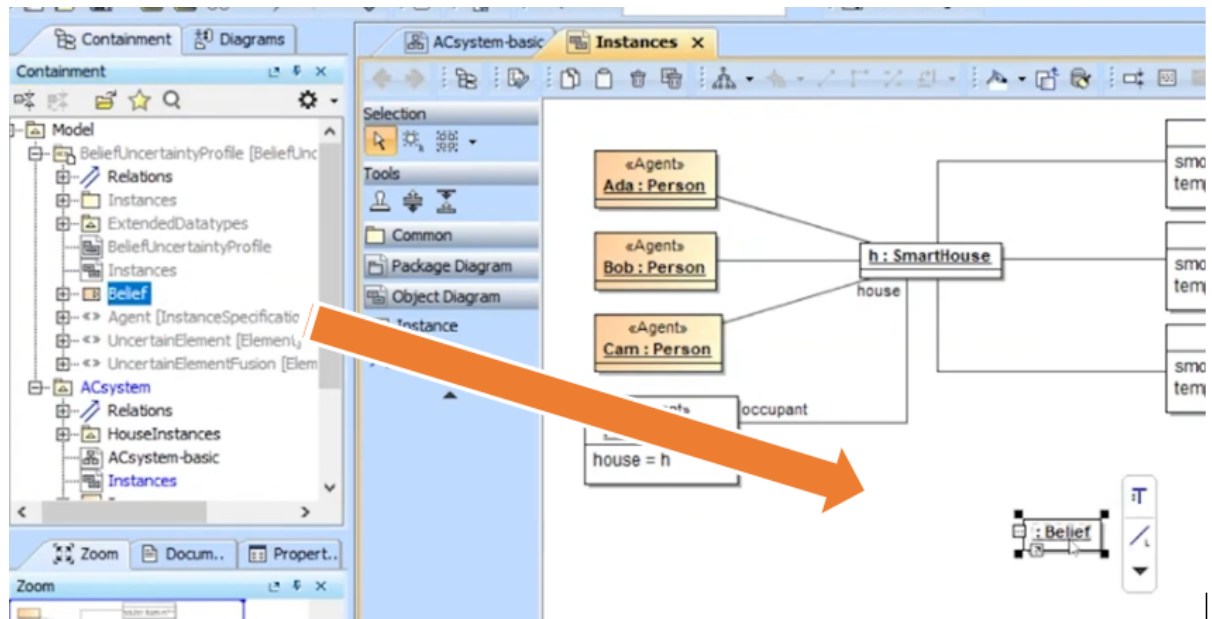 Containment
Diagrams
Containment
Model
BeliefUncertaintyProfile [BeliefUnc
Relations
Instances
ExtendedDatatypes
BeliefUncertaintyProfile
Instances
Belief
Agent [InstanceSpecificatio
UncertainElement [Element]
UncertainElementFusion [Elem
ACsystem
Relations
HouseInstances
ACsystem-basic
Instances
Zoom
Docum..
Propert..
Zoom
ACsystem-basic
Instances
Selection
Tools
Common
Package Diagram
Object Diagram
Instance
«Agent»
Ada : Person
«Agent»
Bob : Person
«Agent»
Cam : Person
house = h
h : SmartHouse
house
occupant
smo
temp
smo
temp
smo
temp
: Belief